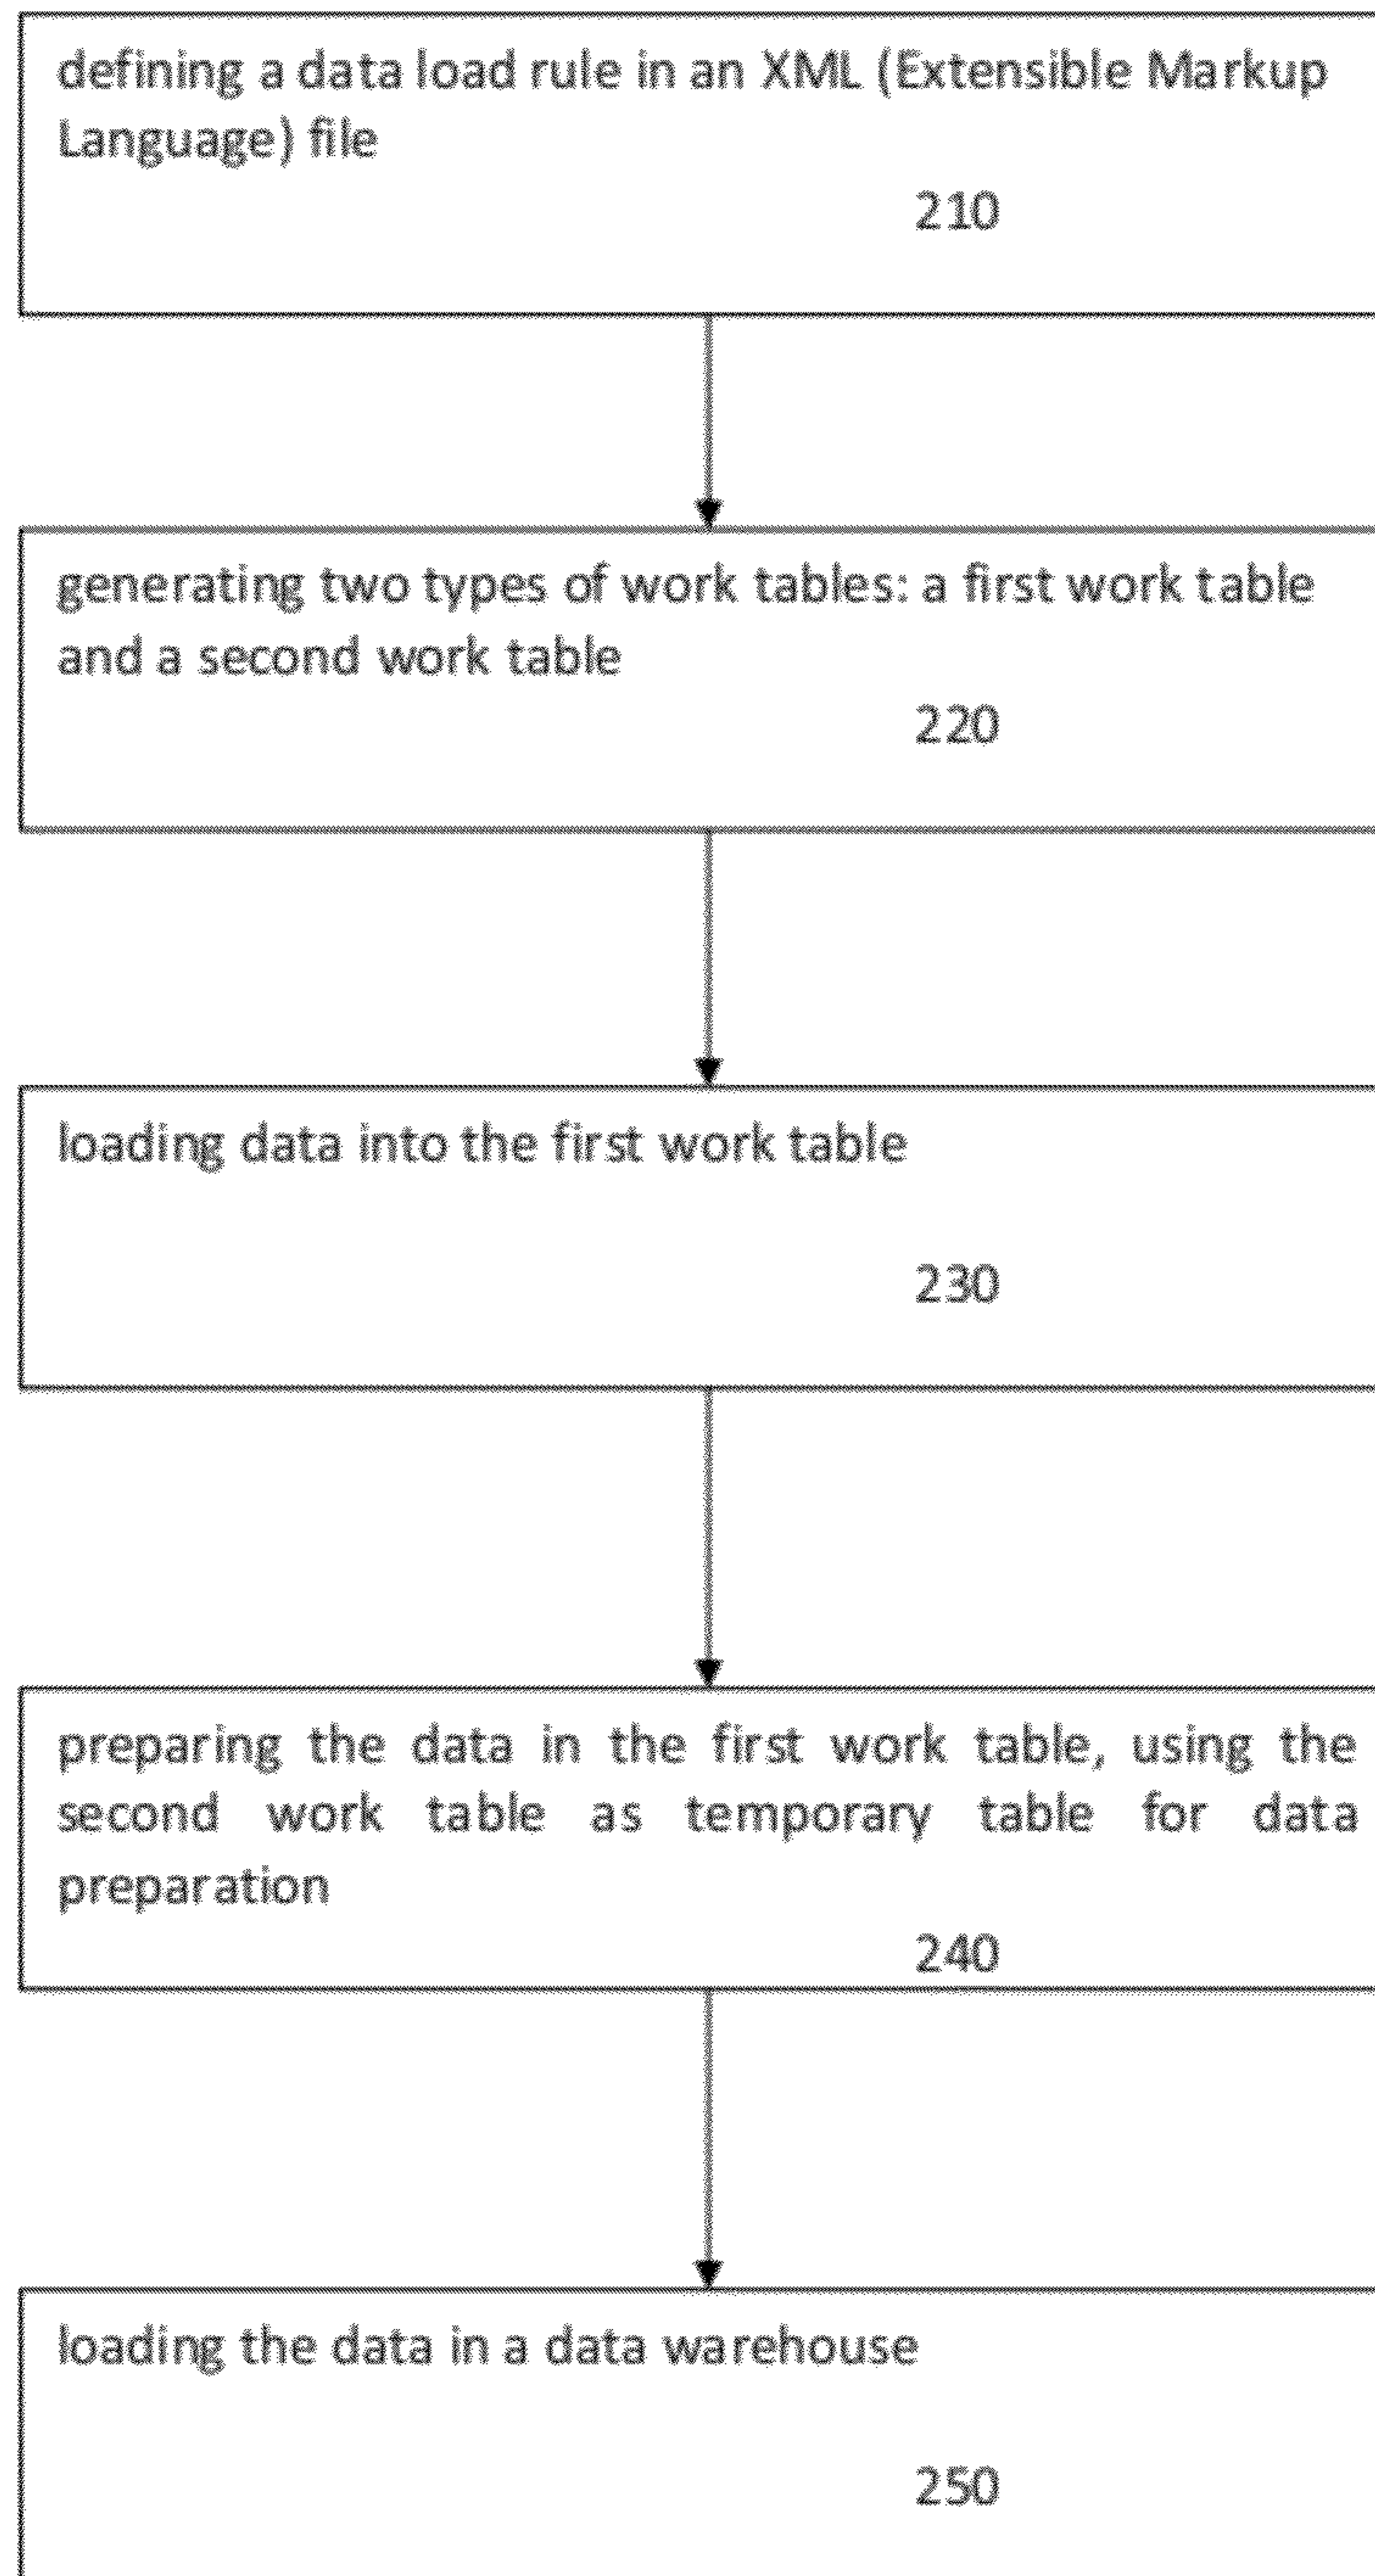 defining a data load rule in an XML (Extensible Markup
Language) file
210
generating two types of work tables: a first work table
and a second work table
220
loading data into the first work table
230
preparing the data in the first work table, using the
second work table as temporary table for data
preparation
240
loading the data in a data warehouse
250